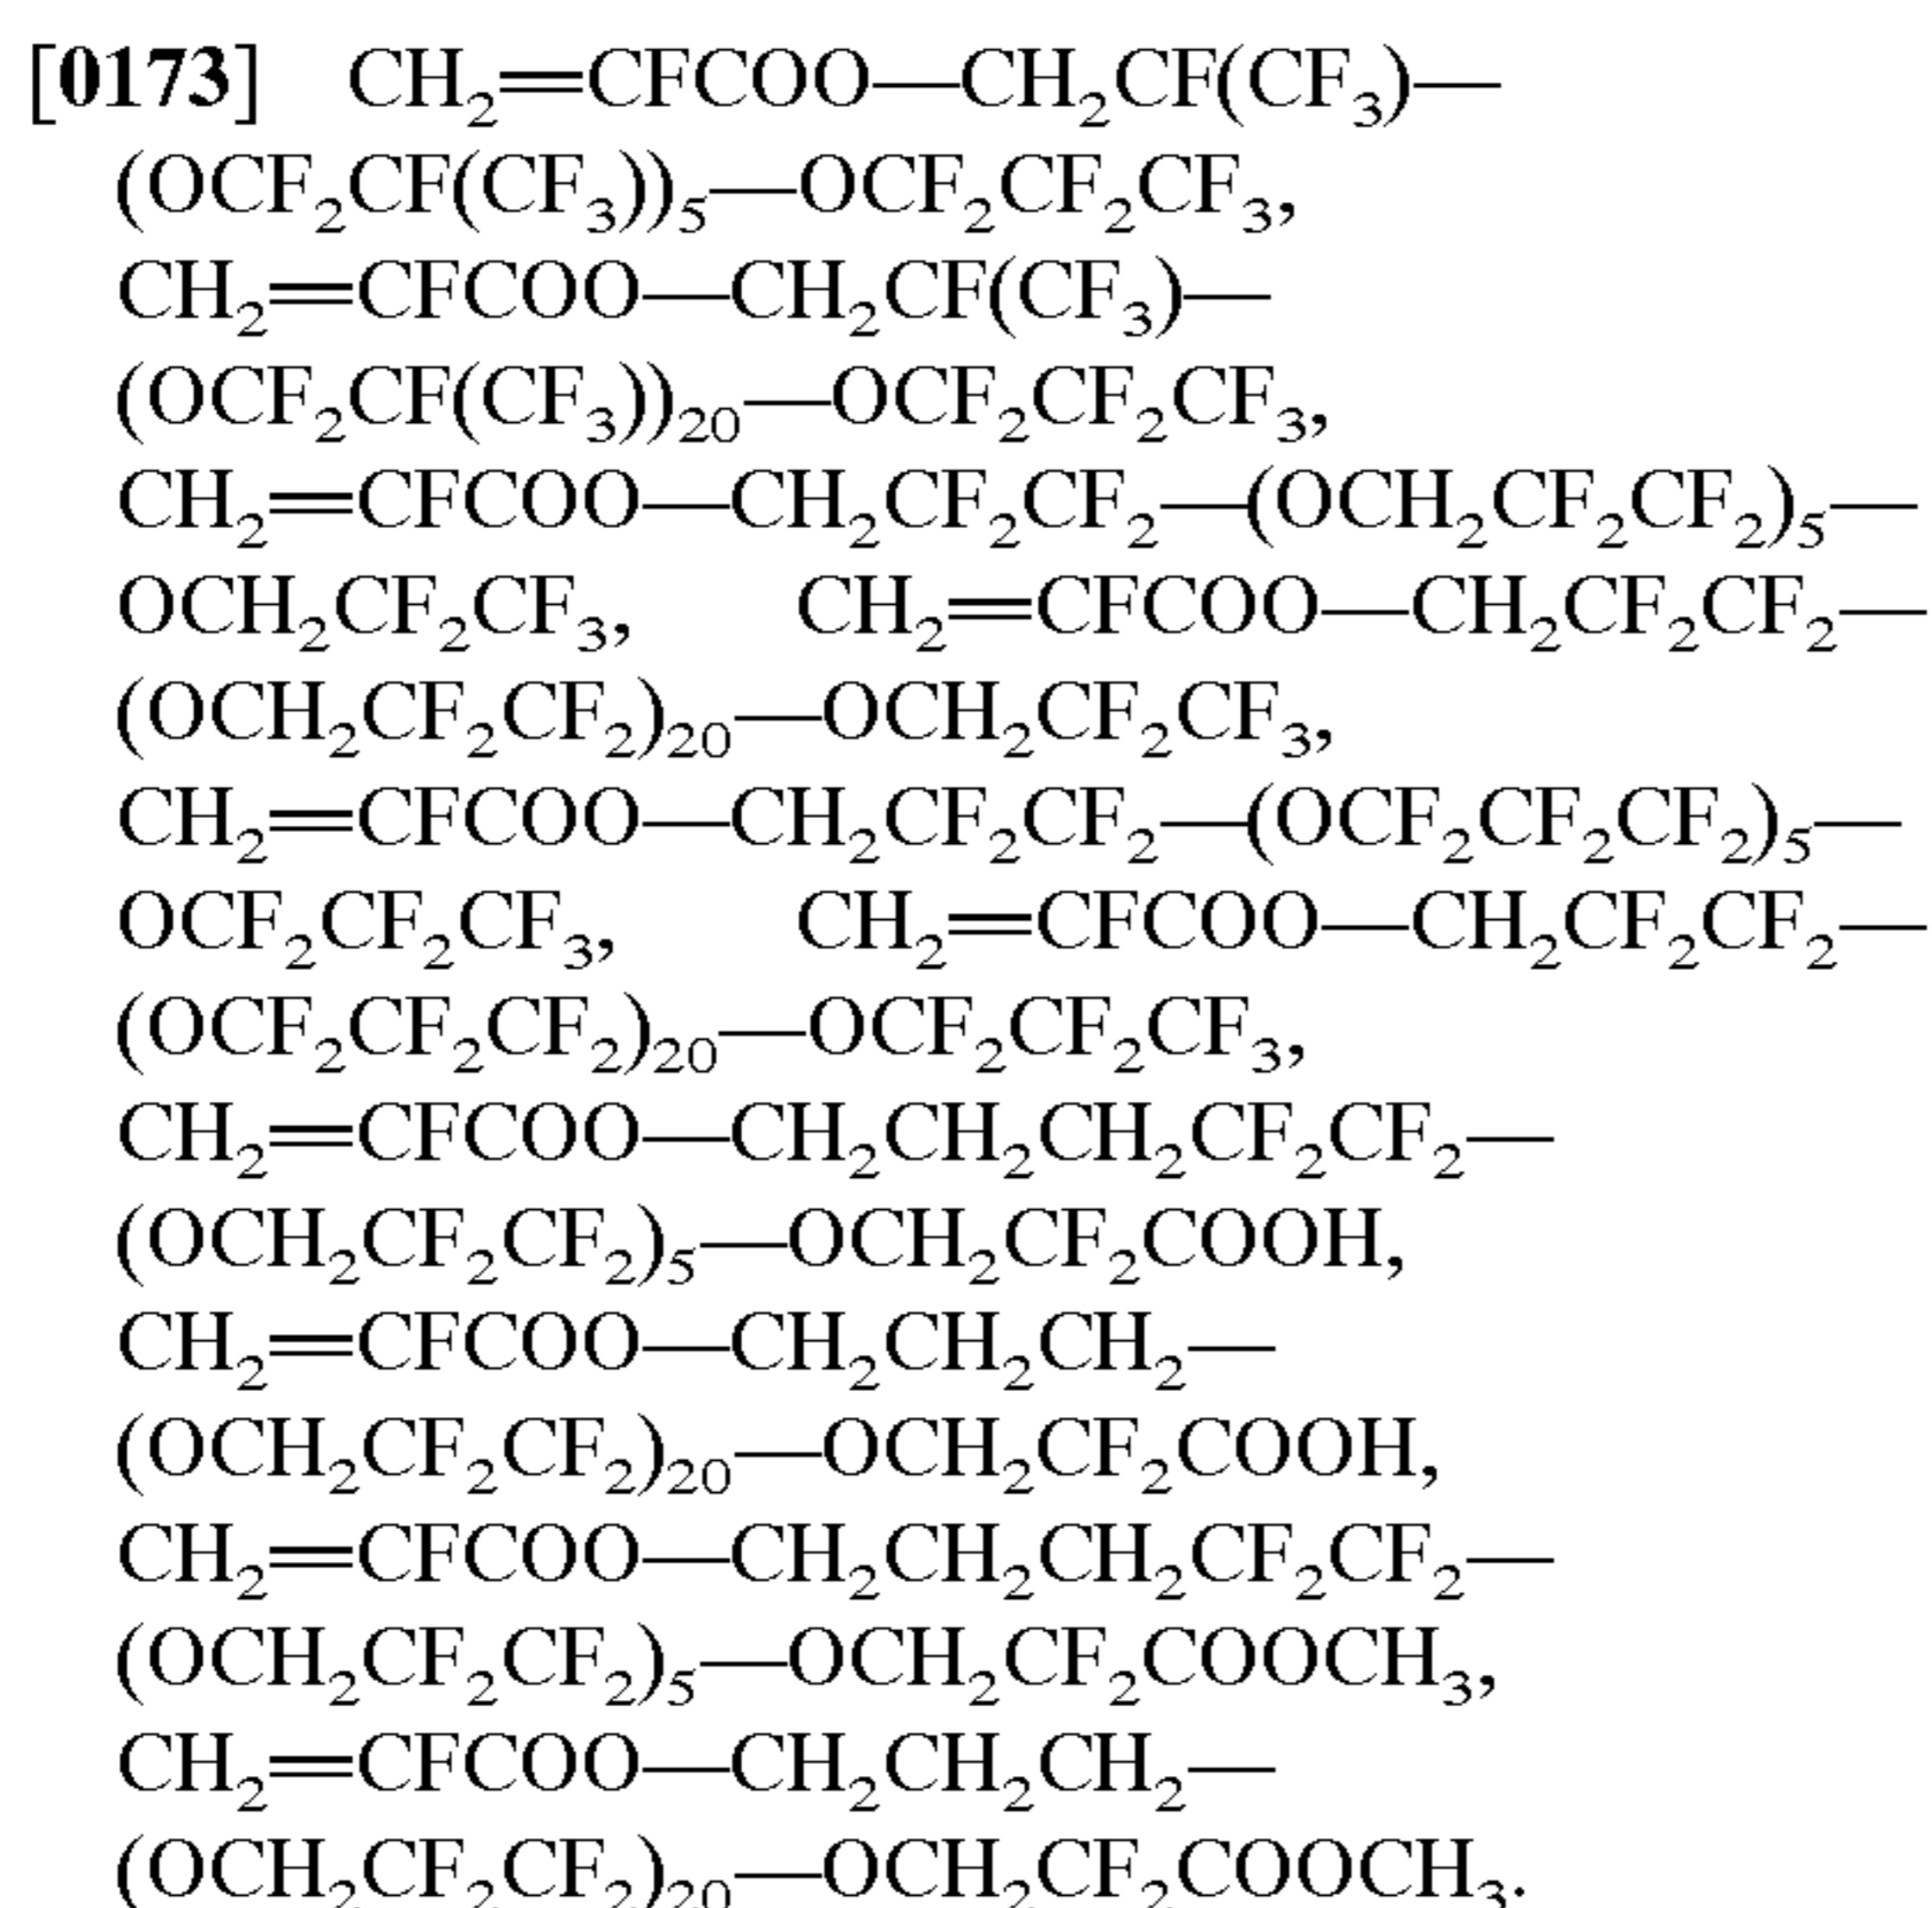 [0173] CH₂=CFCOO—CH₂CF(CF₃)—
(OCF₂CF(CF₃))₅—OCF₂CF₂CF₃,
CH₂=CFCOO—CH₂CF(CF₃)—
(OCF₂CF(CF₃))₂₀—OCF₂CF₂CF₃,
CH₂=CFCOO—CH₂CF₂CF₂—(OCH₂CF₂CF₂)₅—
OCH₂CF₂CF₃, CH₂=CFCOO—CH₂CF₂CF₂—
(OCH₂CF₂CF₂)₂₀—OCH₂CF₂CF₃,
CH₂=CFCOO—CH₂CF₂CF₂—(OCF₂CF₂CF₂)₅—
OCF₂CF₂CF₃, CH₂=CFCOO—CH₂CF₂CF₂—
(OCF₂CF₂CF₂)₂₀—OCF₂CF₂CF₃,
CH₂=CFCOO—CH₂CH₂CH₂CF₂CF₂—
(OCH₂CF₂CF₂)₅—OCH₂CF₂COOH,
CH₂=CFCOO—CH₂CH₂CH₂—
(OCH₂CF₂CF₂)₂₀—OCH₂CF₂COOH,
CH₂=CFCOO—CH₂CH₂CH₂CF₂CF₂—
(OCH₂CF₂CF₂)₅—OCH₂CF₂COOCH₃,
CH₂=CFCOO—CH₂CH₂CH₂—
(OCH₂CF₂CF₂)₂₀—OCH₂CF₂COOCH₃.